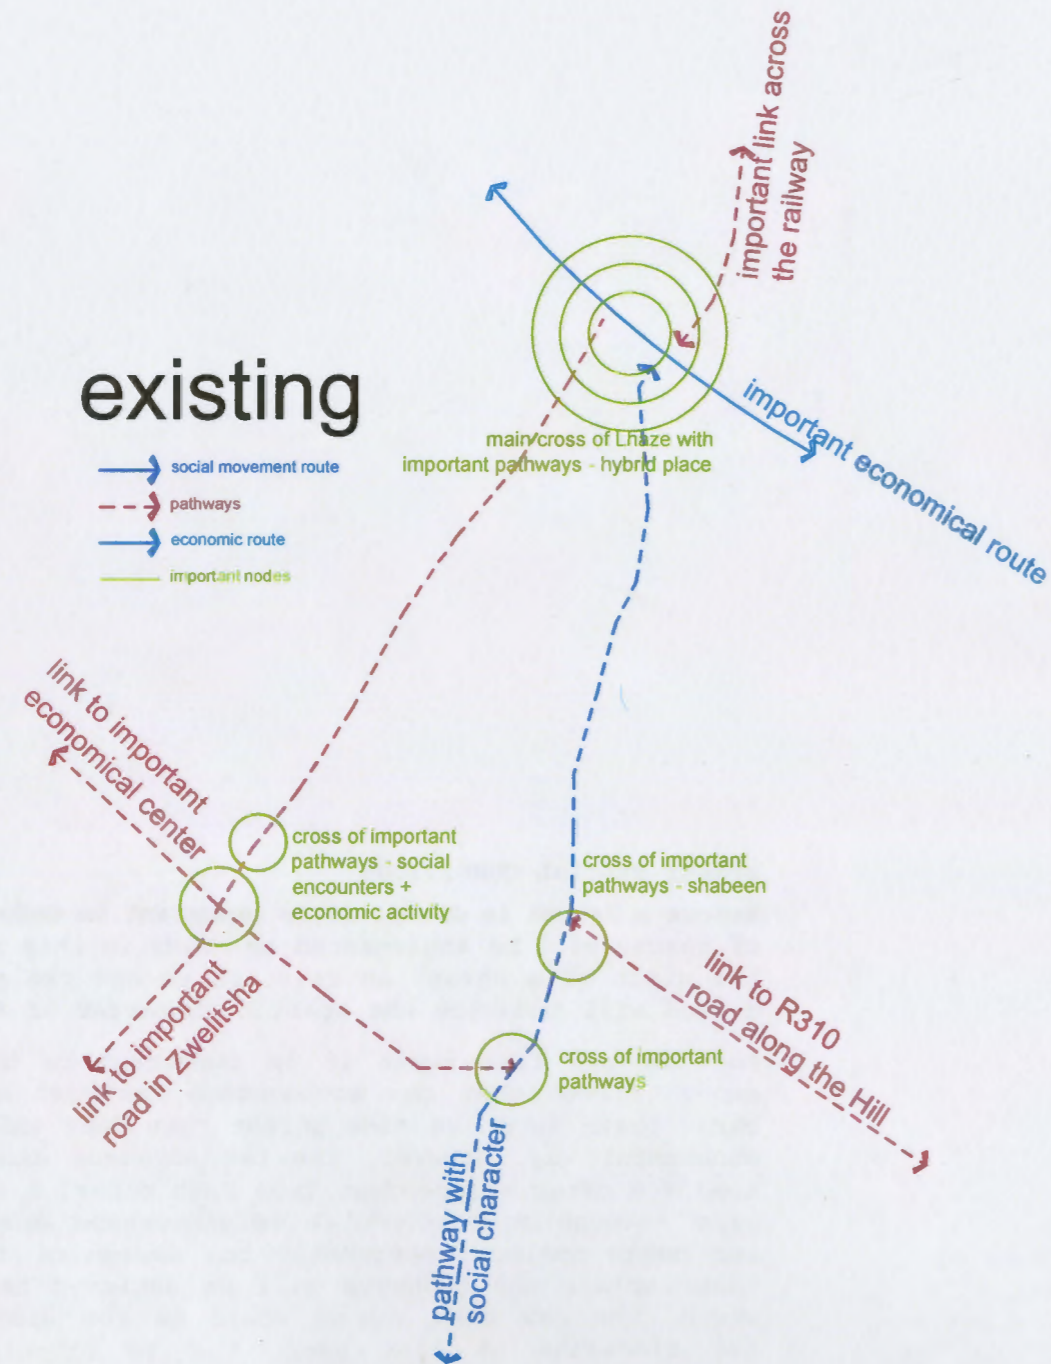 important link across
the railway
existing
social movement route
pathways
economic route
important nodes
main cross of Lhaze with
important pathways - hybrid place
important economical route
link to important
economical center
cross of important
pathways - social
encounters +
economic activity
cross of important
pathways - shabeen
link to important
road in Zwelitsha
link to R310
road along the Hill
cross of important
pathways
pathway with
social character